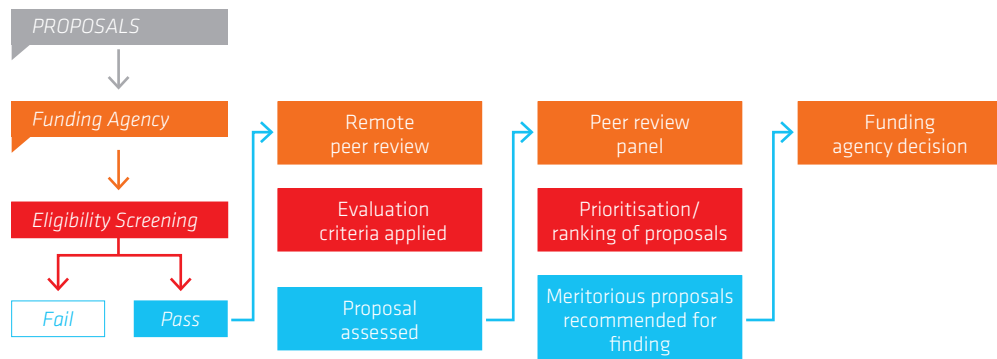 PROPOSALS
Funding Agency
Eligibility Screening
Fail
Pass
Remote
peer review
Evaluation
criteria applied
Proposal
assessed
Peer review
panel
Prioritisation/
ranking of proposals
Meritorious proposals
recommended for
finding
Funding
agency decision